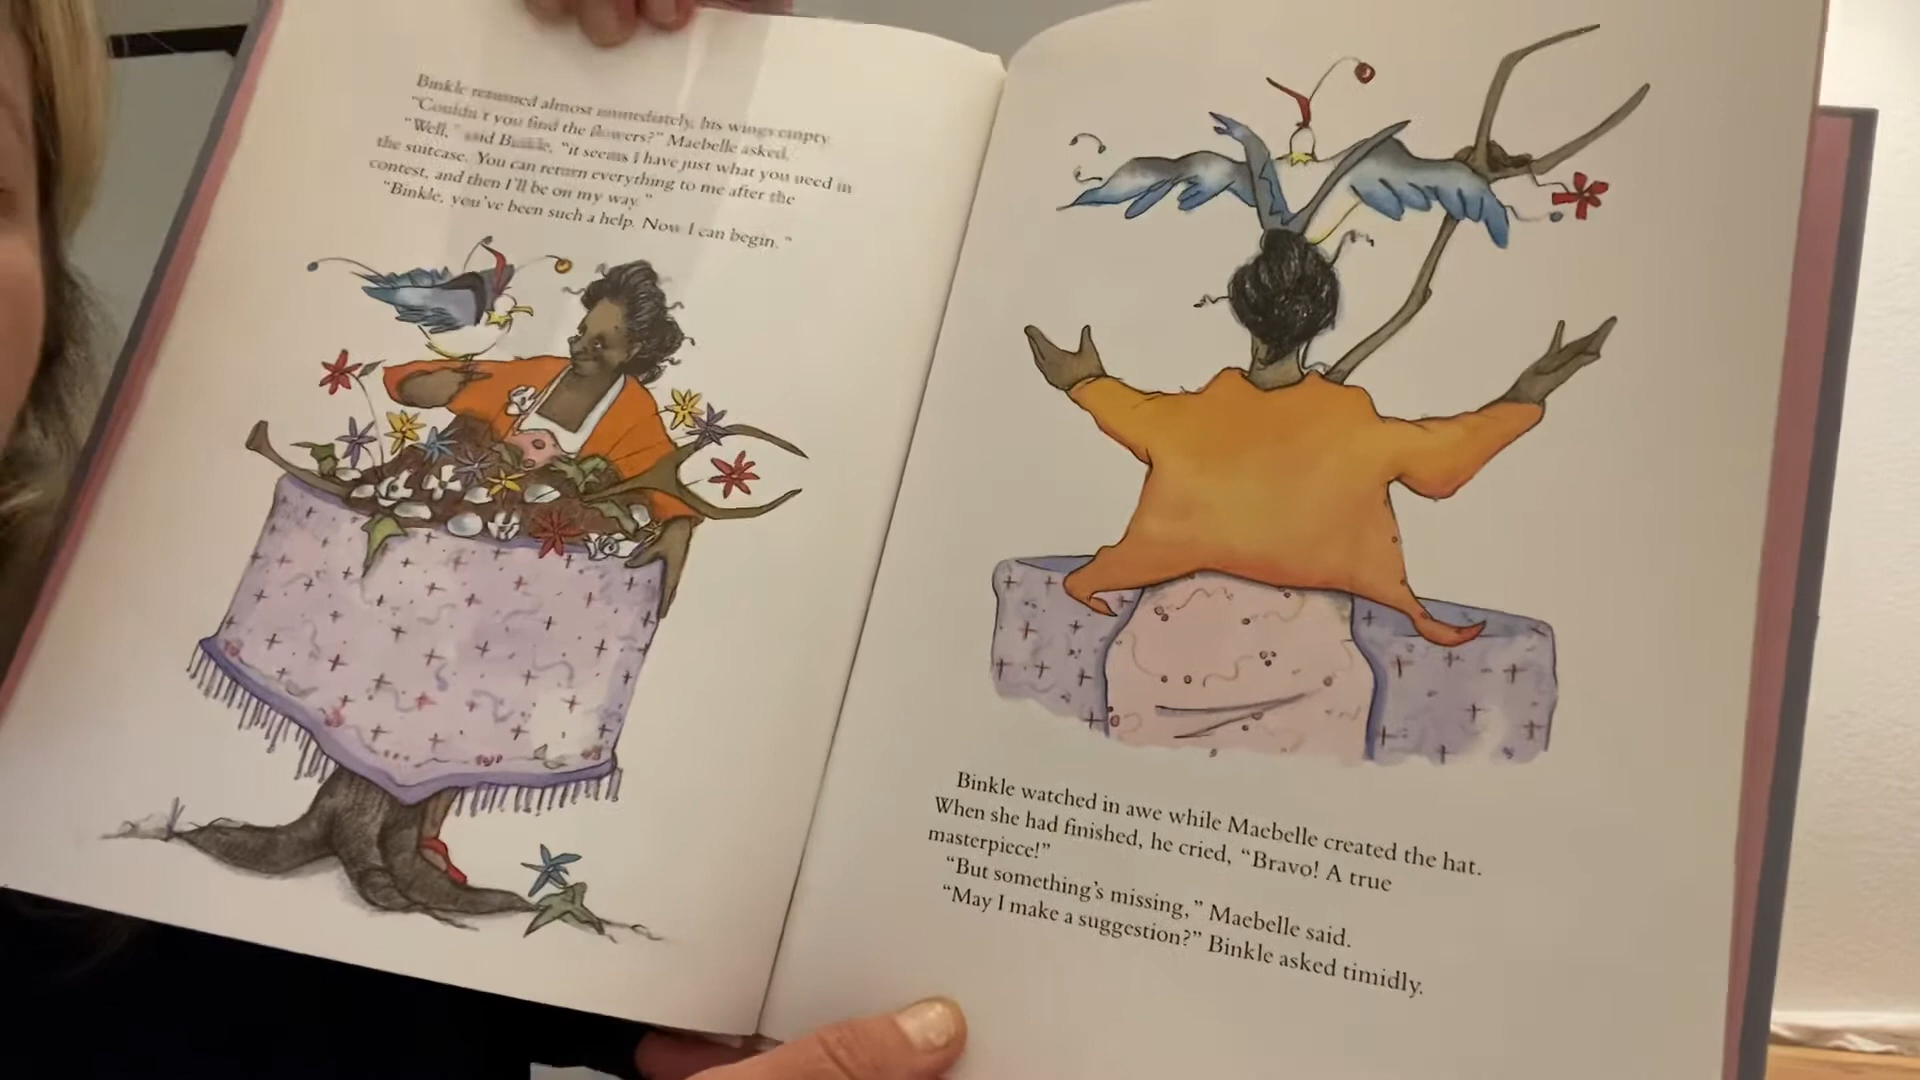 Binkle returned almost immediately, his wings empty.
"Couldn't you find the flowers?" Maebelle asked.
"Well," said Binkle, "it seems I have just what you need in
the suitcase. You can return everything to me after the
contest, and then I'll be on my way."
"Binkle, you've been such a help. Now I can begin."
Binkle watched in awe while Maebelle created the hat.
When she had finished, he cried, "Bravo! A true
masterpiece!"
"But something's missing," Maebelle said.
"May I make a suggestion?" Binkle asked timidly.